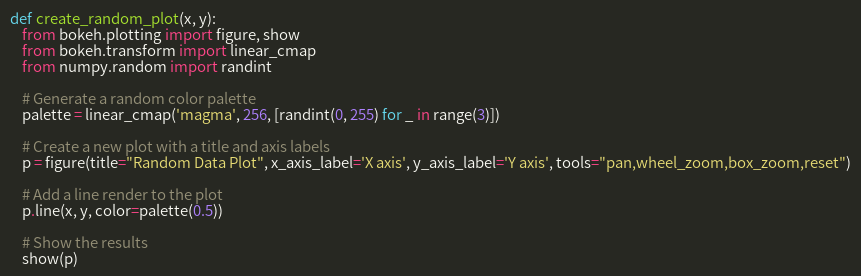 def create_random_plot(x, y):
from bokeh.plotting import figure, show
from bokeh.transform import linear_cmap
from numpy.random import randint
# Generate a random color palette
palette = linear_cmap('magma', 256, [randint(0, 255) for _ in range(3)])
# Create a new plot with a title and axis labels
p = figure(title="Random Data Plot", x_axis_label='X axis', y_axis_label='Y axis', tools="pan,wheel_zoom,box_zoom,reset")
# Add a line render to the plot
p.line(x, y, color=palette(0.5))
# Show the results
show(p)